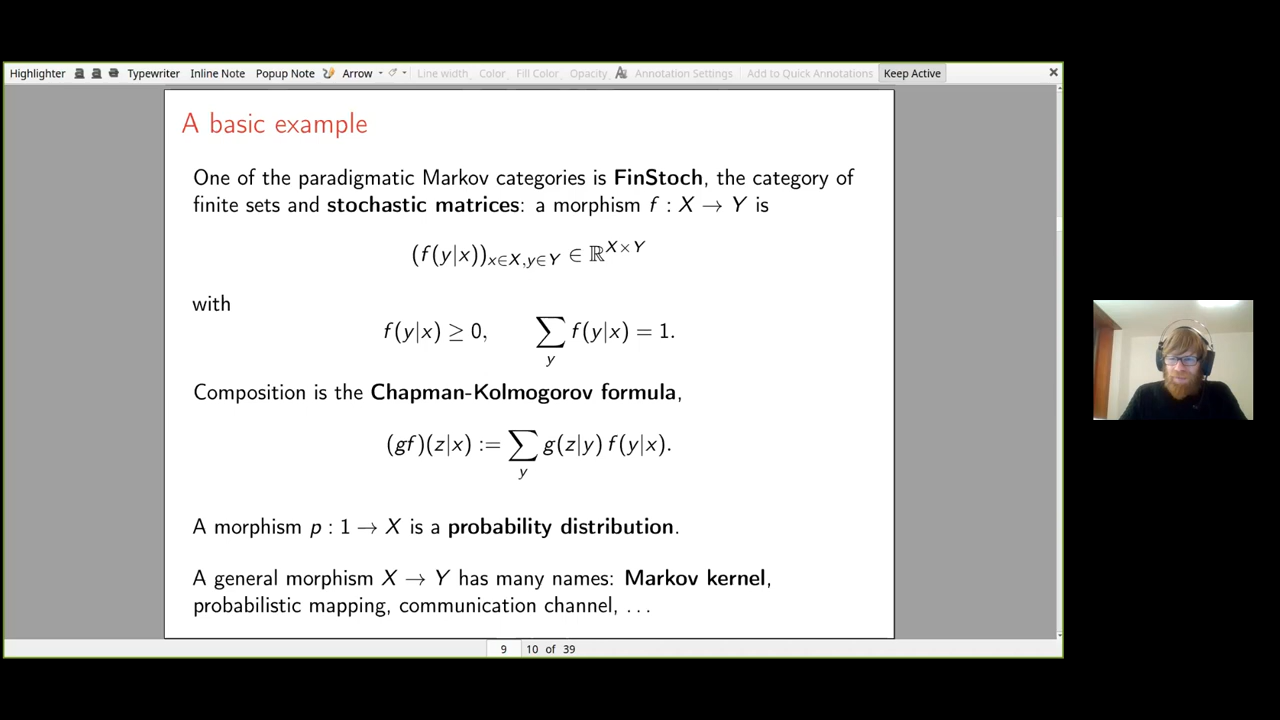 Highlighter Typewriter Inline Note Popup Note Arrow Line width Color Fill Color Opacity Annotation Settings Add to Quick Annotations Keep Active
A basic example
One of the paradigmatic Markov categories is FinStoch, the category of
finite sets and stochastic matrices: a morphism f : X → Y is
(f(y|x))_{x∈X,y∈Y} ∈ ℝ^{X×Y}
with
f(y|x) ≥ 0, ∑_y f(y|x) = 1.
Composition is the Chapman-Kolmogorov formula,
(gf)(z|x) := ∑_y g(z|y) f(y|x).
A morphism p : 1 → X is a probability distribution.
A general morphism X → Y has many names: Markov kernel,
probabilistic mapping, communication channel, . . .
9 10 of 39